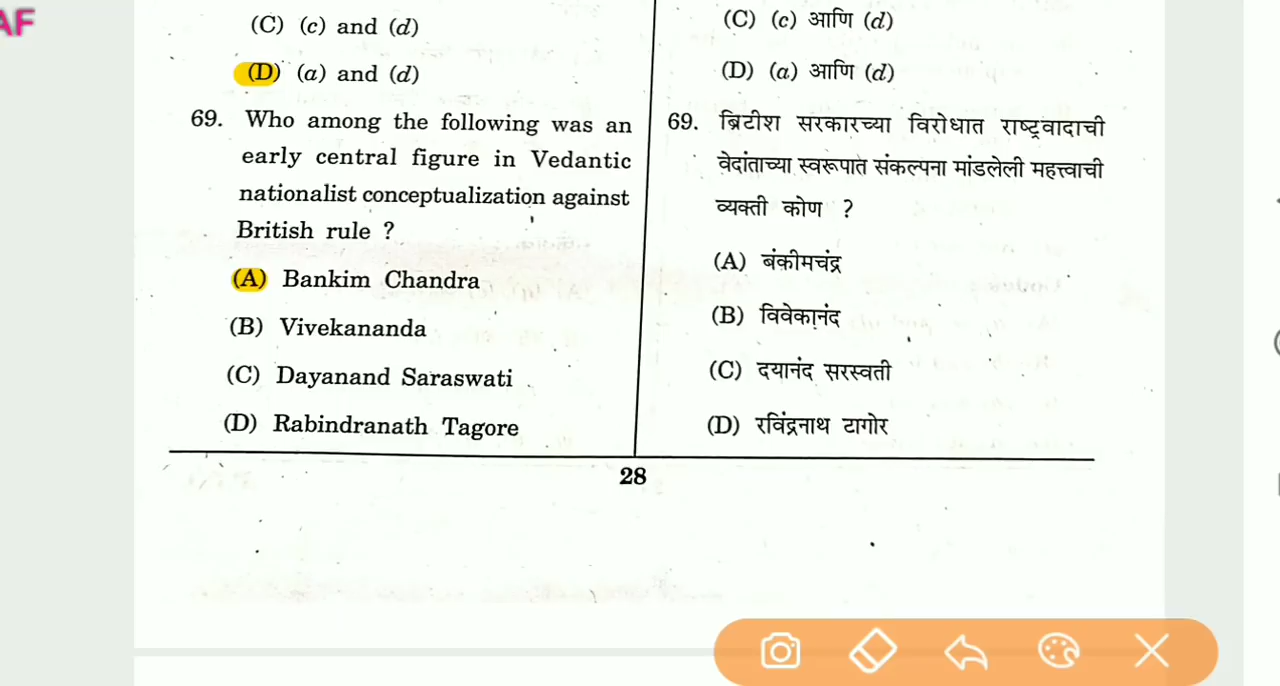 AF
(C) (c) and (d)
(D) (a) and (d)
69. Who among the following was an
early central figure in Vedantic
nationalist conceptualization against
British rule ?
(A) Bankim Chandra
(B) Vivekananda
(C) Dayanand Saraswati
(D) Rabindranath Tagore
(C) (c) आणि (d)
(D) (a) आणि (d)
69. ब्रिटीश सरकारच्या विरोधात राष्ट्रवादाची
वेदांताच्या स्वरूपात संकल्पना मांडलेली महत्त्वाची
व्यक्ती कोण ?
(A) बंकीमचंद्र
(B) विवेकानंद
(C) दयानंद सरस्वती
(D) रविंद्रनाथ टागोर
28